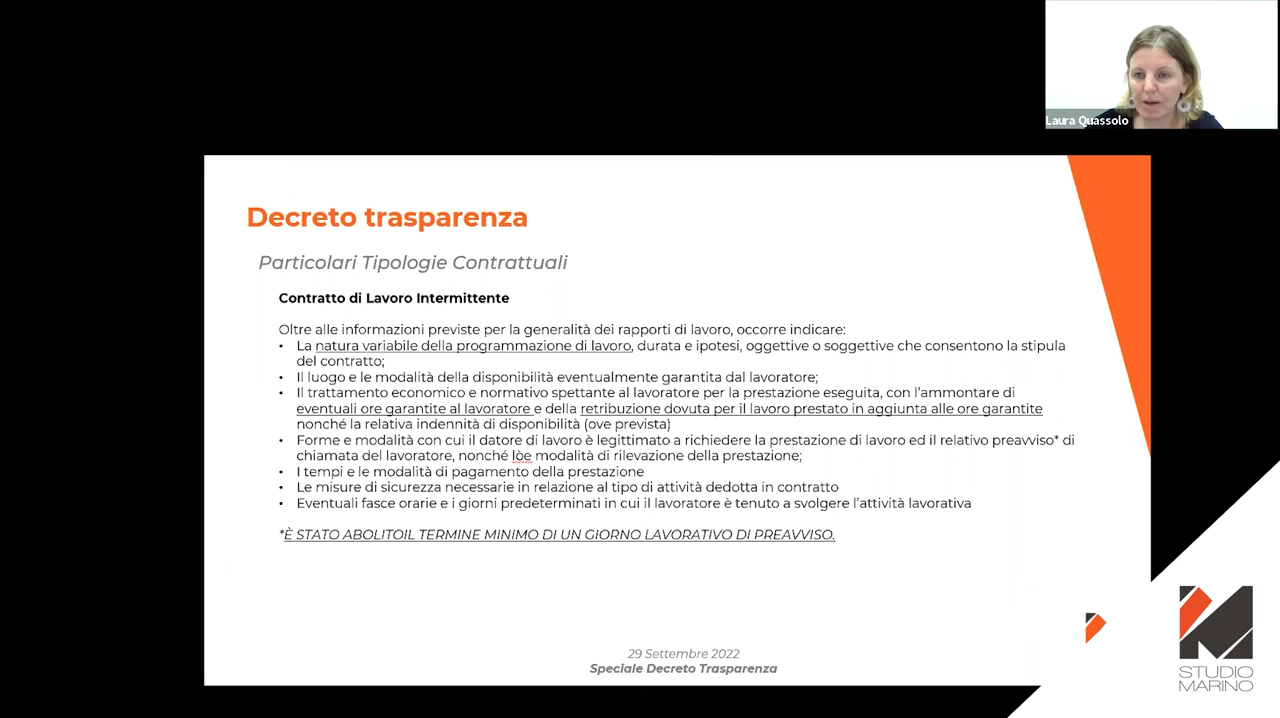 Laura Quassolo
Decreto trasparenza
Particolari Tipologie Contrattuali
Contratto di Lavoro Intermittente
Oltre alle informazioni previste per la generalità dei rapporti di lavoro, occorre indicare:
• La natura variabile della programmazione di lavoro, durata e ipotesi, oggettive o soggettive che consentono la stipula
del contratto;
• Il luogo e le modalità della disponibilità eventualmente garantita dal lavoratore;
• Il trattamento economico e normativo spettante al lavoratore per la prestazione eseguita, con l'ammontare di
eventuali ore garantite al lavoratore e della retribuzione dovuta per il lavoro prestato in aggiunta alle ore garantite
nonché la relativa indennità di disponibilità (ove prevista)
• Forme e modalità con cui il datore di lavoro è legittimato a richiedere la prestazione di lavoro ed il relativo preavviso* di
chiamata del lavoratore, nonché lòe modalità di rilevazione della prestazione;
• I tempi e le modalità di pagamento della prestazione
• Le misure di sicurezza necessarie in relazione al tipo di attività dedotta in contratto
• Eventuali fasce orarie e i giorni predeterminati in cui il lavoratore è tenuto a svolgere l'attività lavorativa
*È STATO ABOLITOIL TERMINE MINIMO DI UN GIORNO LAVORATIVO DI PREAVVISO.
29 Settembre 2022
Speciale Decreto Trasparenza
STUDIO
MARINO